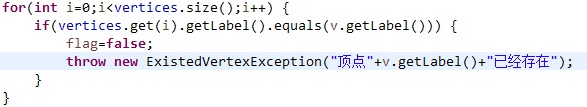 for(int i=0;i<vertices.size();i++) {
    if(vertices.get(i).getLabel().equals(v.getLabel())) {
        flag=false;
        throw new ExistedVertexException("顶点"+v.getLabel()+"已经存在");
    }
}